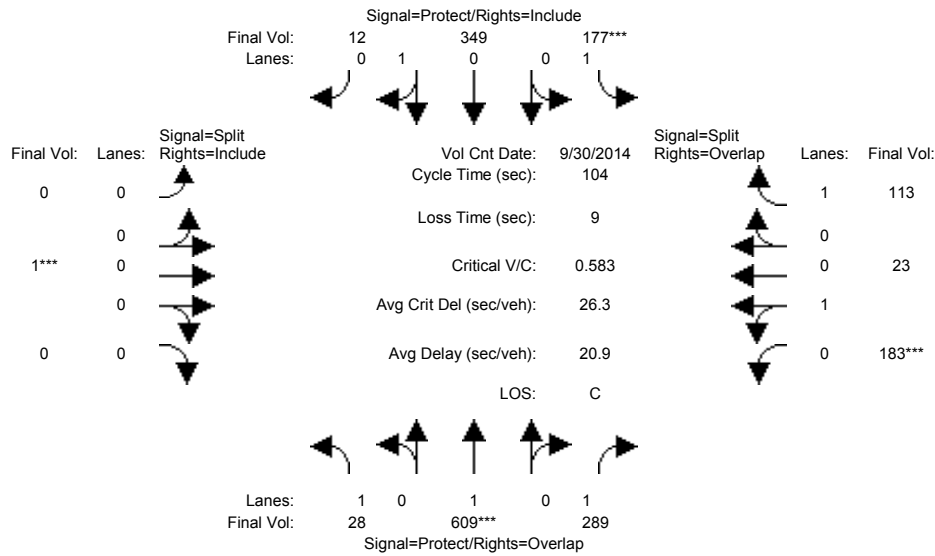 Signal=Protect/Rights=Include
Final Vol: 12 349 177***
Lanes: 0 1 0 0 1
Signal=Split Signal=Split
Final Vol: Lanes: Rights=Include Vol Cnt Date: 9/30/2014 Rights=Overlap Lanes: Final Vol:
0 0 Cycle Time (sec): 104 1 113
Loss Time (sec): 9
0 0
1*** 0 Critical V/C: 0.583 0 23
0 Avg Crit Del (sec/veh): 26.3 1
0 0 Avg Delay (sec/veh): 20.9 0 183***
LOS: C
Lanes: 1 0 1 0 1
Final Vol: 28 609*** 289
Signal=Protect/Rights=Overlap